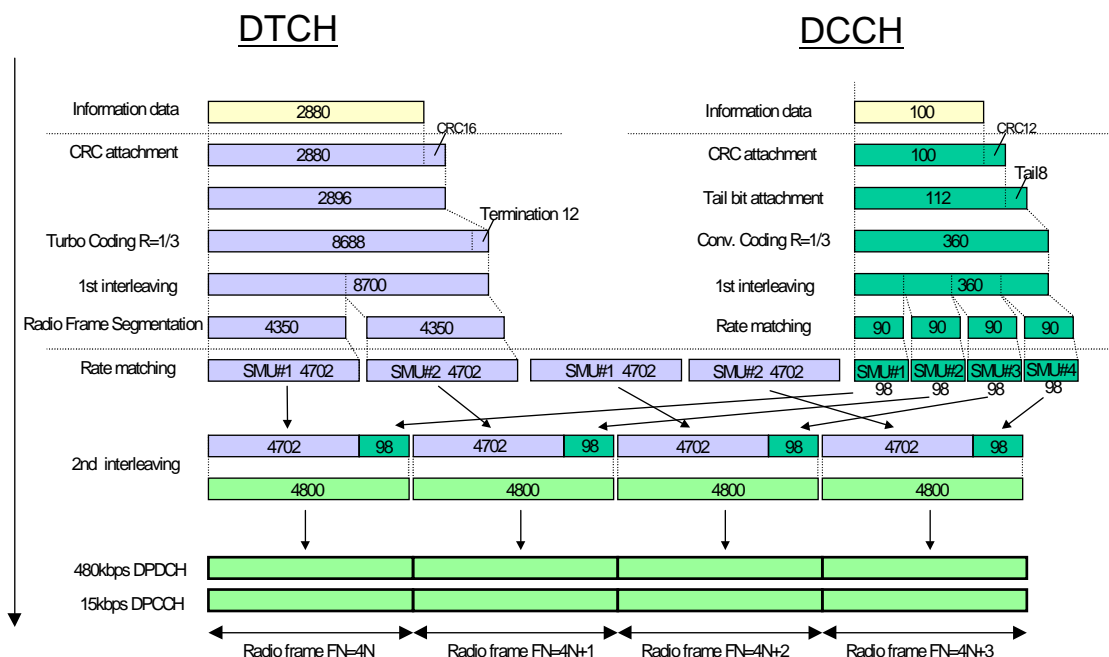 DTCH
DCCH
Information data
2880
Information data
100
CRC16
CRC12
CRC attachment
2880
CRC attachment
100
Tail8
2896
Tail bit attachment
112
Termination 12
Turbo Coding R=1/3
8688
Conv. Coding R=1/3
360
1st interleaving
8700
1st interleaving
360
Radio Frame Segmentation
4350
4350
Rate matching
90
90
90
90
Rate matching
SMU#1 4702
SMU#2 4702
SMU#1 4702
SMU#2 4702
SMU#1
SMU#2
SMU#3
SMU#4
98
98
98
98
2nd interleaving
4702
98
4702
98
4702
98
4702
98
4800
4800
4800
4800
480kbps DPDCH
15kbps DPCCH
Radio frame FN=4N
Radio frame FN=4N+1
Radio frame FN=4N+2
Radio frame FN=4N+3